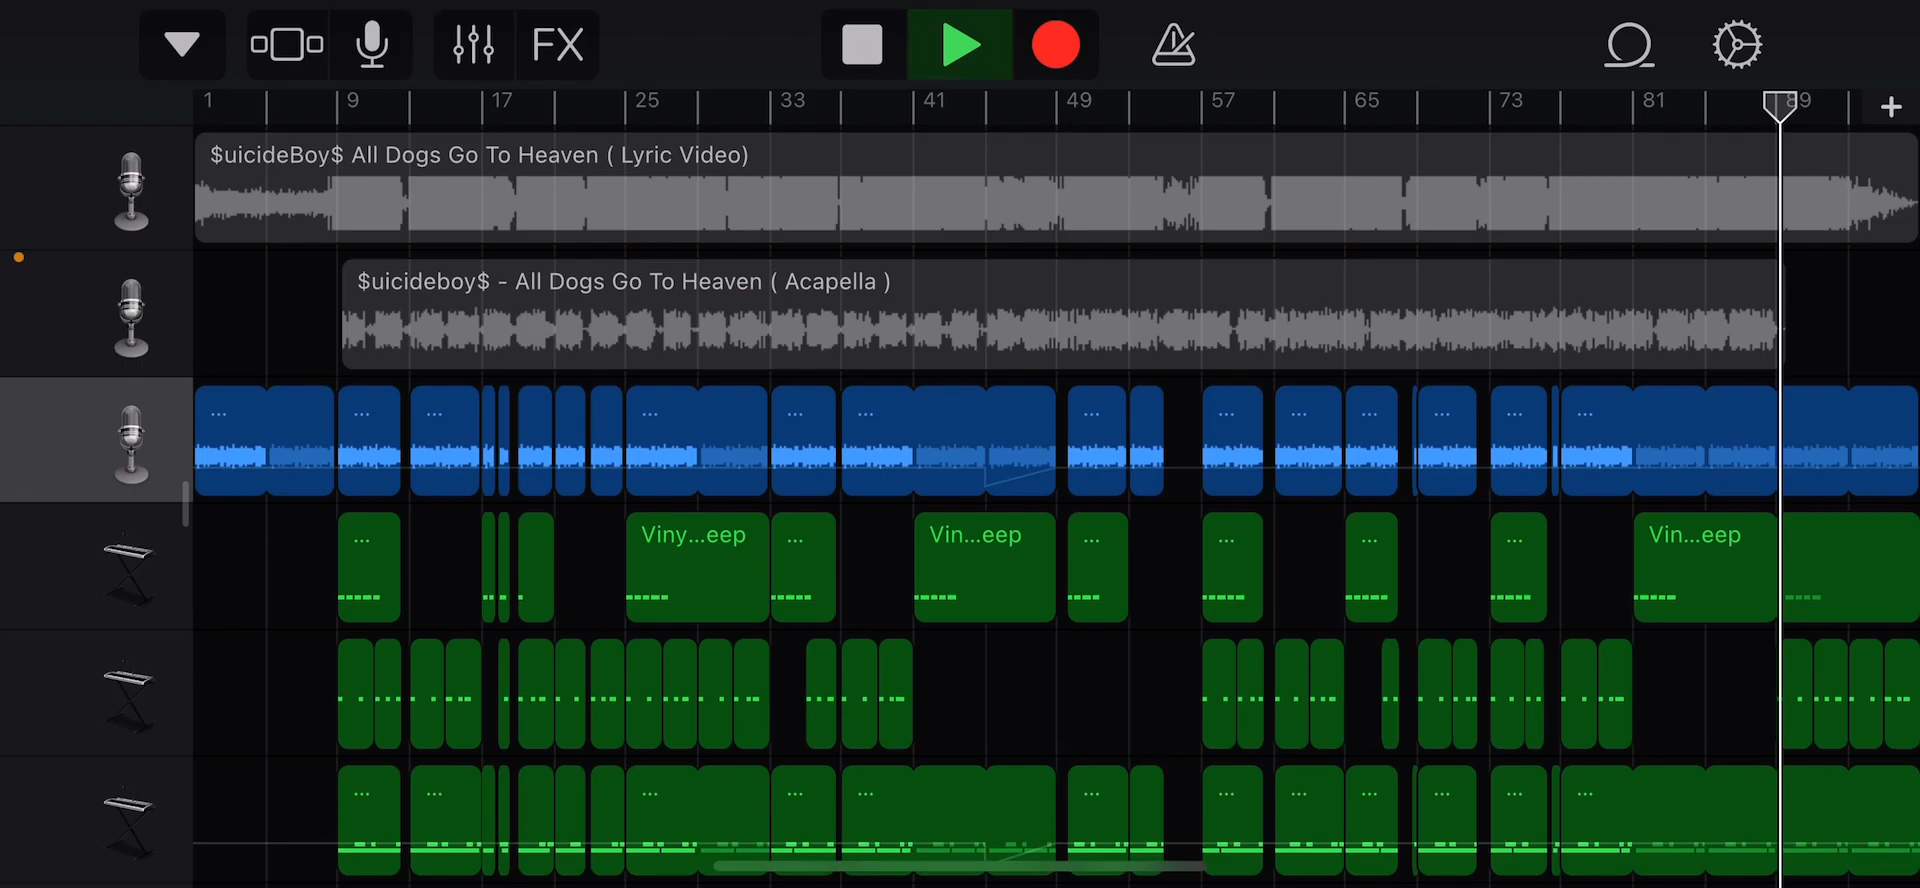 FX
1 9 17 25 33 41 49 57 65 73 81 89 +
$uicideBoy$ All Dogs Go To Heaven ( Lyric Video)
$uicideboy$ - All Dogs Go To Heaven ( Acapella )
... ... ... ... ... ... ... ... ... ... ... ... ...
... Viny...eep ... Vin...eep ... ... ... ... Vin...eep
... ... ... ... ... ... ... ... ... ... ... ...